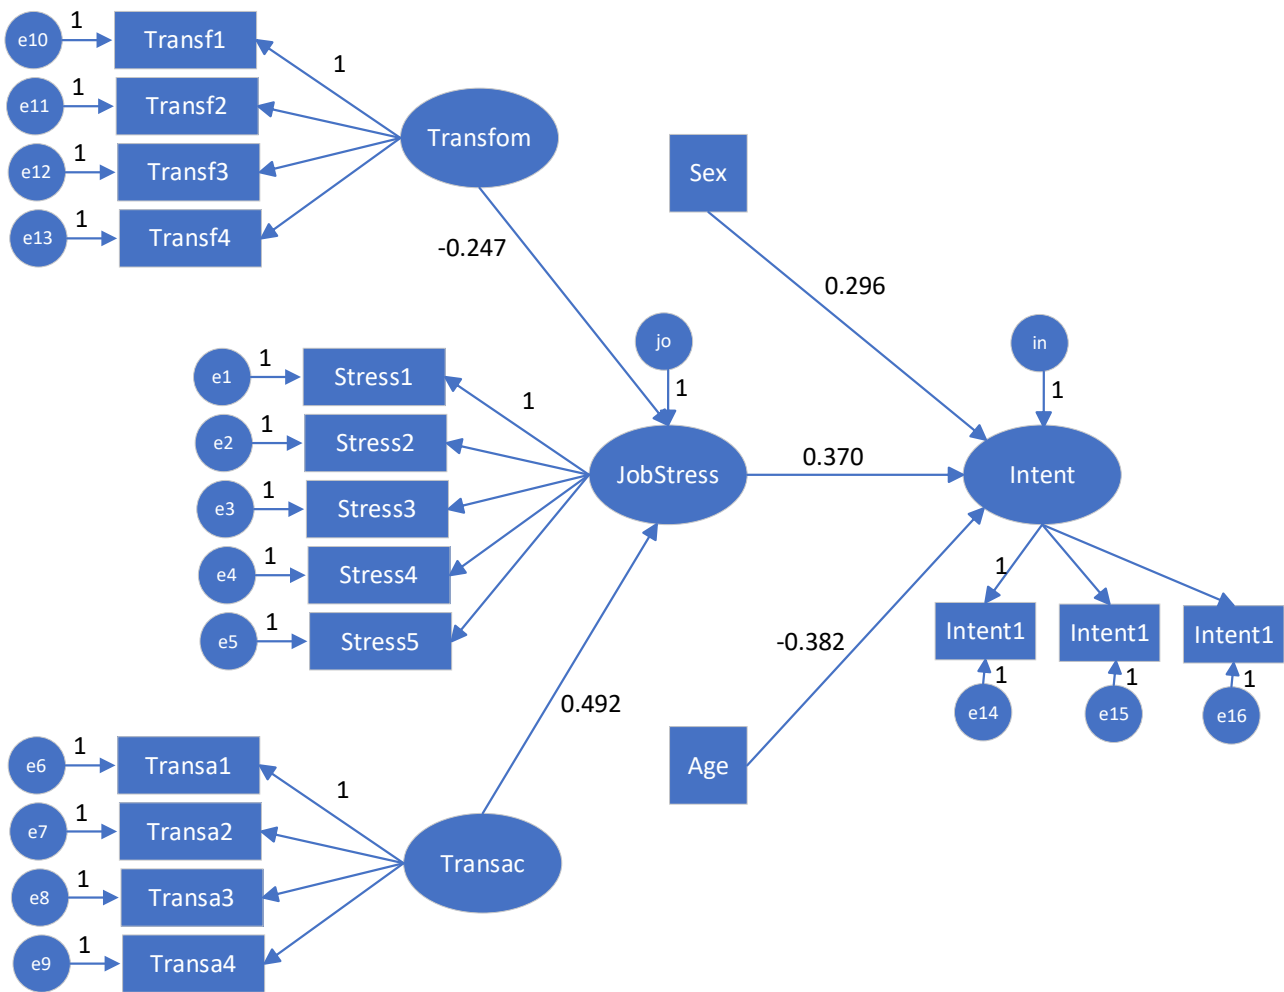 e10 1 Transf1
1
e11 1 Transf2
Transfom
e12 1 Transf3
Sex
e13 1 Transf4
-0.247
0.296
jo
in
e1 1 Stress1
1
1
1
e2 1 Stress2
0.370
JobStress
Intent
e3 1 Stress3
e4 1 Stress4
1
e5 1 Stress5
Intent1 Intent1 Intent1
-0.382
1 1 1
e14 e15 e16
0.492
e6 1 Transa1
Age
1
e7 1 Transa2
Transac
e8 1 Transa3
e9 1 Transa4